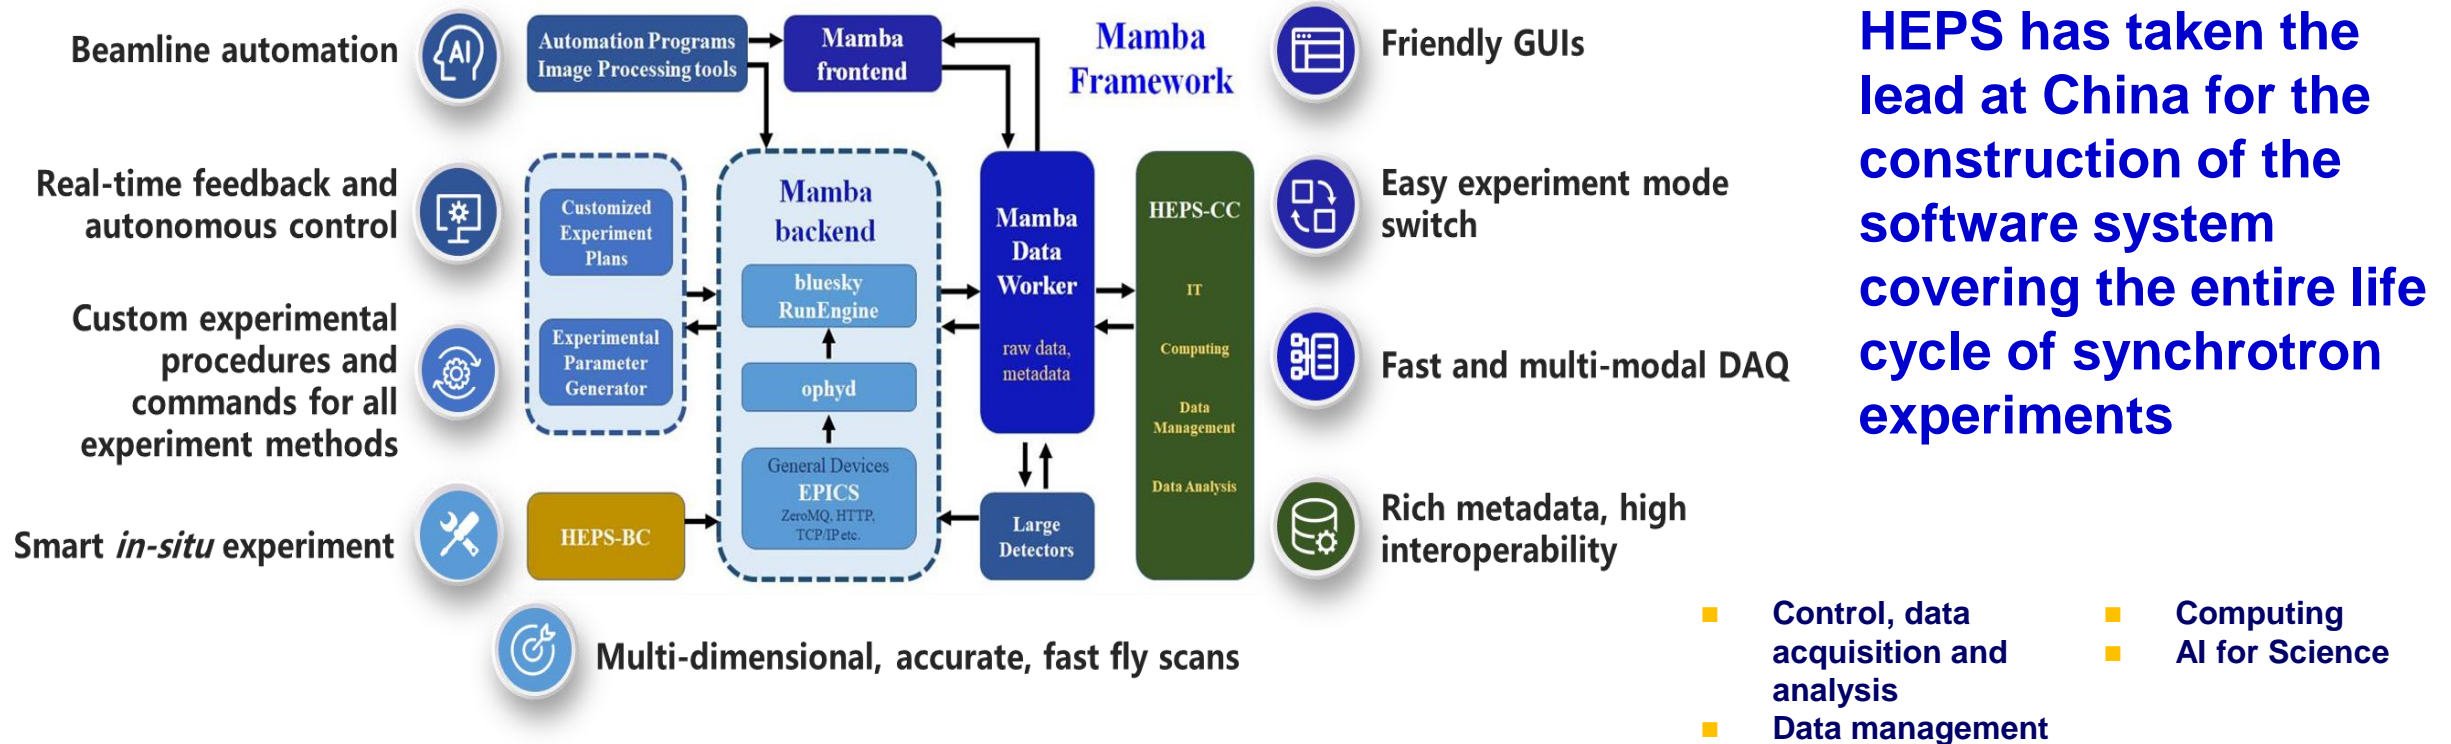 Beamline automation
Real-time feedback and
autonomous control
Custom experimental
procedures and
commands for all
experiment methods
Smart in-situ experiment
Automation Programs
Image Processing tools
Mamba
frontend
Mamba
Framework
Customized
Experiment
Plans
Experimental
Parameter
Generator
HEPS-BC
Mamba
backend
bluesky
RunEngine
ophyd
General Devices
EPICS
ZeroMQ, HTTP,
TCP/IP etc.
Mamba
Data
Worker
raw data,
metadata
Large
Detectors
HEPS-CC
IT
Computing
Data
Management
Data Analysis
AI
Friendly GUIs
Easy experiment mode
switch
Fast and multi-modal DAQ
Rich metadata, high
interoperability
Multi-dimensional, accurate, fast fly scans
HEPS has taken the
lead at China for the
construction of the
software system
covering the entire life
cycle of synchrotron
experiments
Control, data
acquisition and
analysis
Data management
Computing
AI for Science